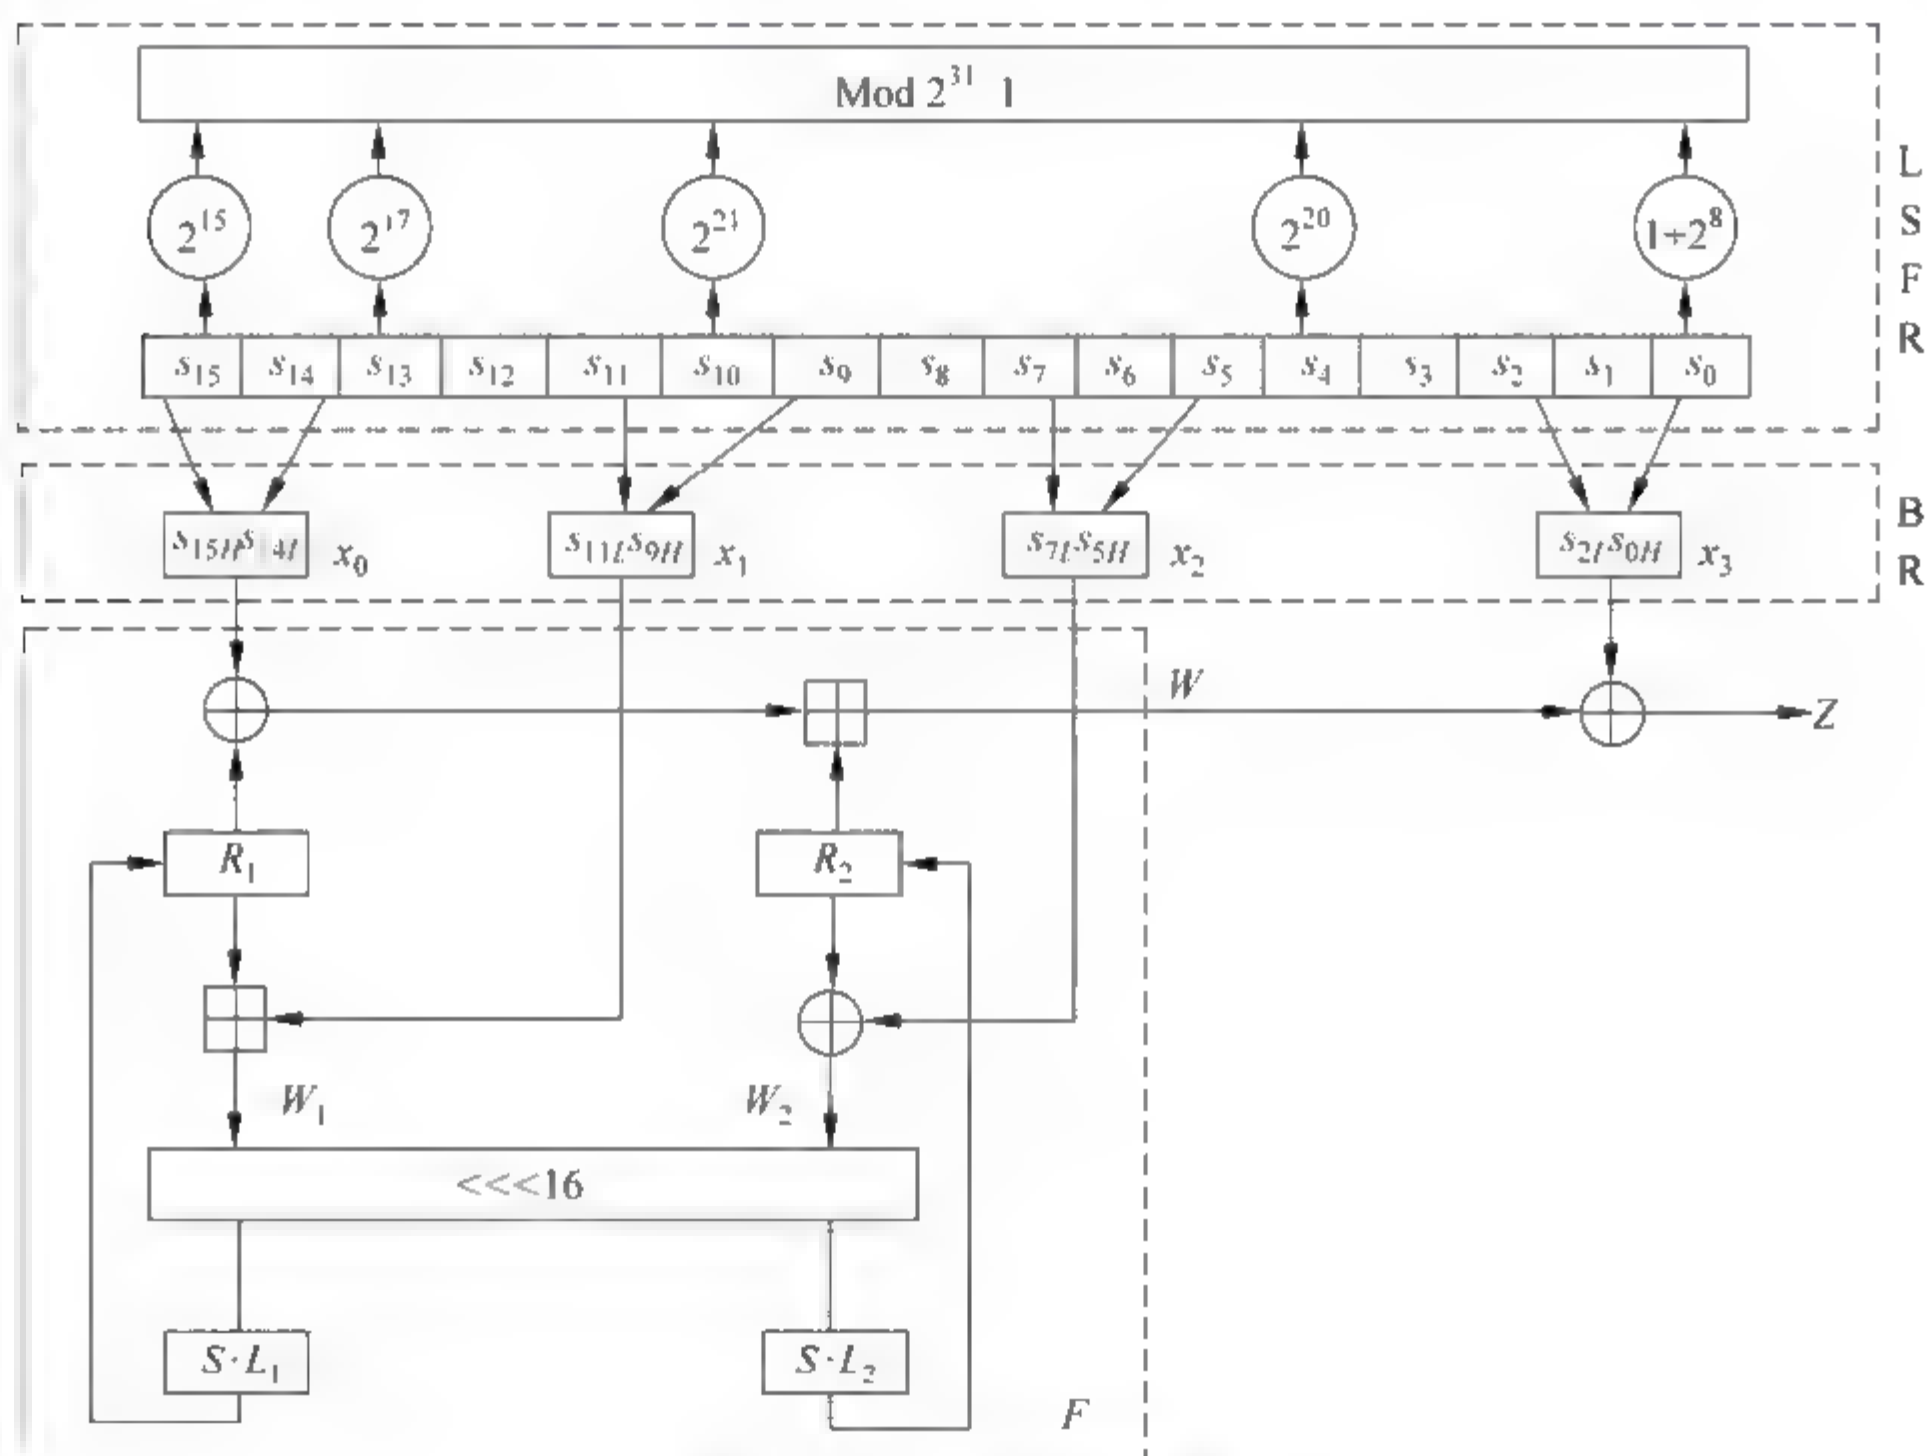 Mod 2^31 1
2^15 2^17 2^21 2^20 1+2^8
L
S
F
R
s15 s14 s13 s12 s11 s10 s9 s8 s7 s6 s5 s4 s3 s2 s1 s0
s15H s14L x0 s11L s9H x1 s7L s5H x2 s2L s0H x3
B
R
W
Z
R1 R2
W1 W2
<<<16
S·L1 S·L2
F